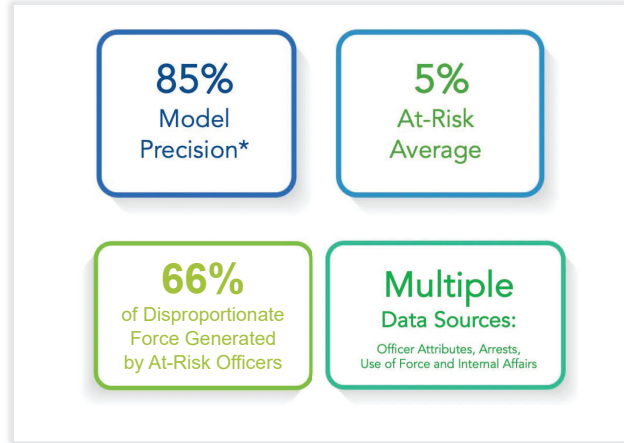 85%
Model
Precision*
5%
At-Risk
Average
66%
of Disproportionate
Force Generated
by At-Risk Officers
Multiple
Data Sources:
Officer Attributes, Arrests,
Use of Force and Internal Affairs